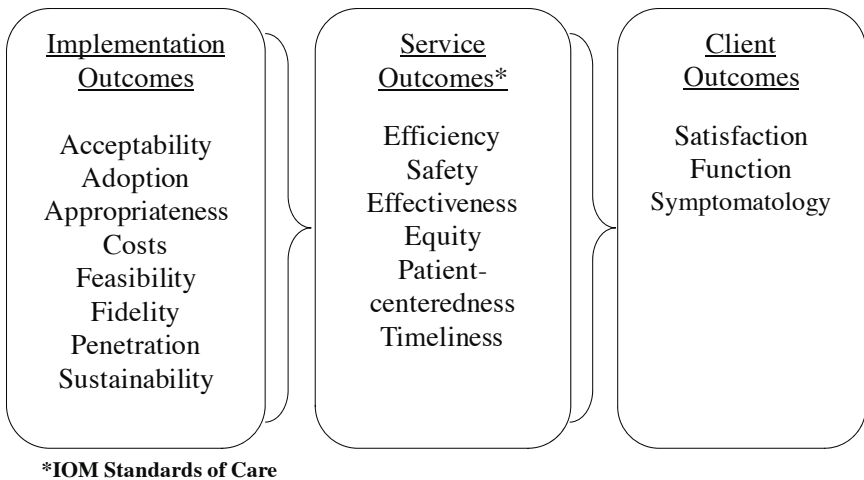 Implementation
Outcomes
Acceptability
Adoption
Appropriateness
Costs
Feasibility
Fidelity
Penetration
Sustainability
Service
Outcomes*
Efficiency
Safety
Effectiveness
Equity
Patient-
centeredness
Timeliness
Client
Outcomes
Satisfaction
Function
Symptomatology
*IOM Standards of Care